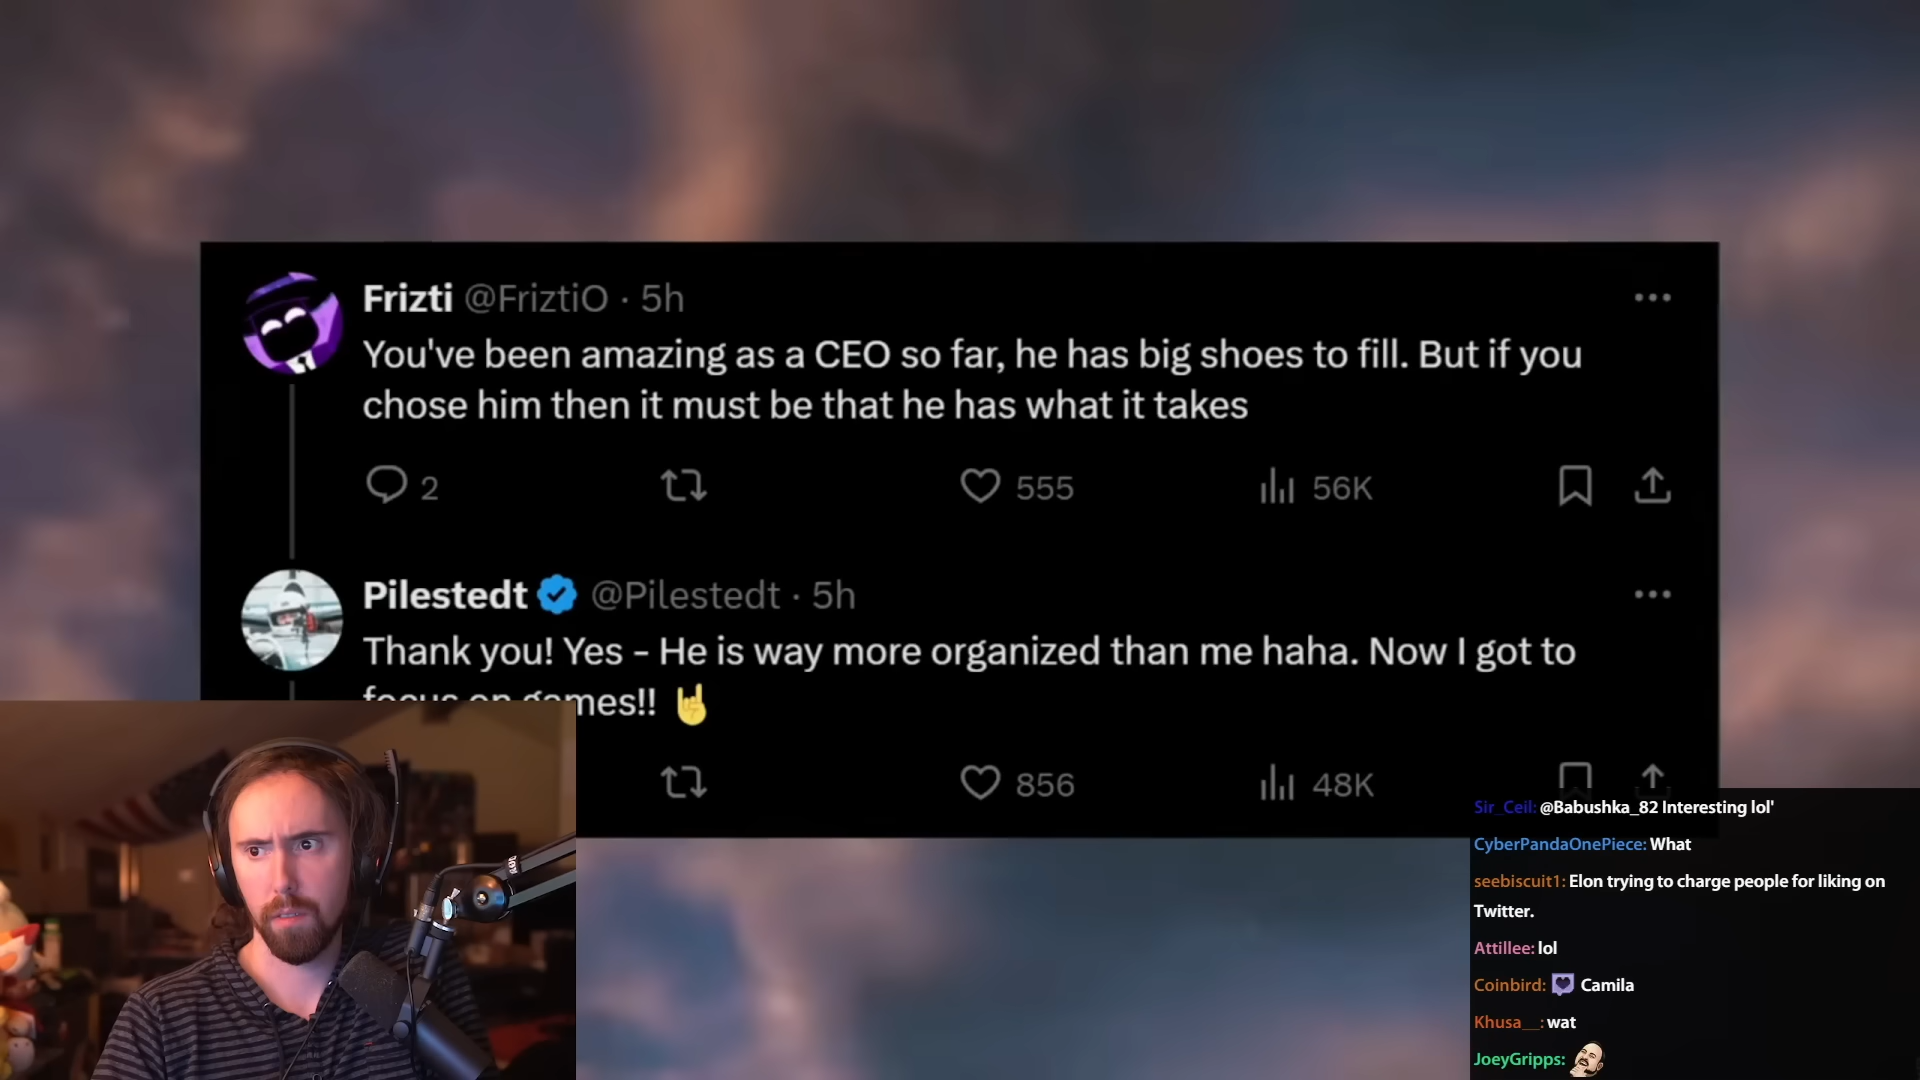 Frizti @FriztiO · 5h
You've been amazing as a CEO so far, he has big shoes to fill. But if you
chose him then it must be that he has what it takes
2 555 56K
Pilestedt @Pilestedt · 5h
Thank you! Yes – He is way more organized than me haha. Now I got to
focus on games!! 🤘
856 48K
Sir_Ceil: @Babushka_82 Interesting lol'
CyberPandaOnePiece: What
seebiscuit1: Elon trying to charge people for liking on
Twitter.
Attillee: lol
Coinbird: Camila
Khusa__: wat
JoeyGripps: